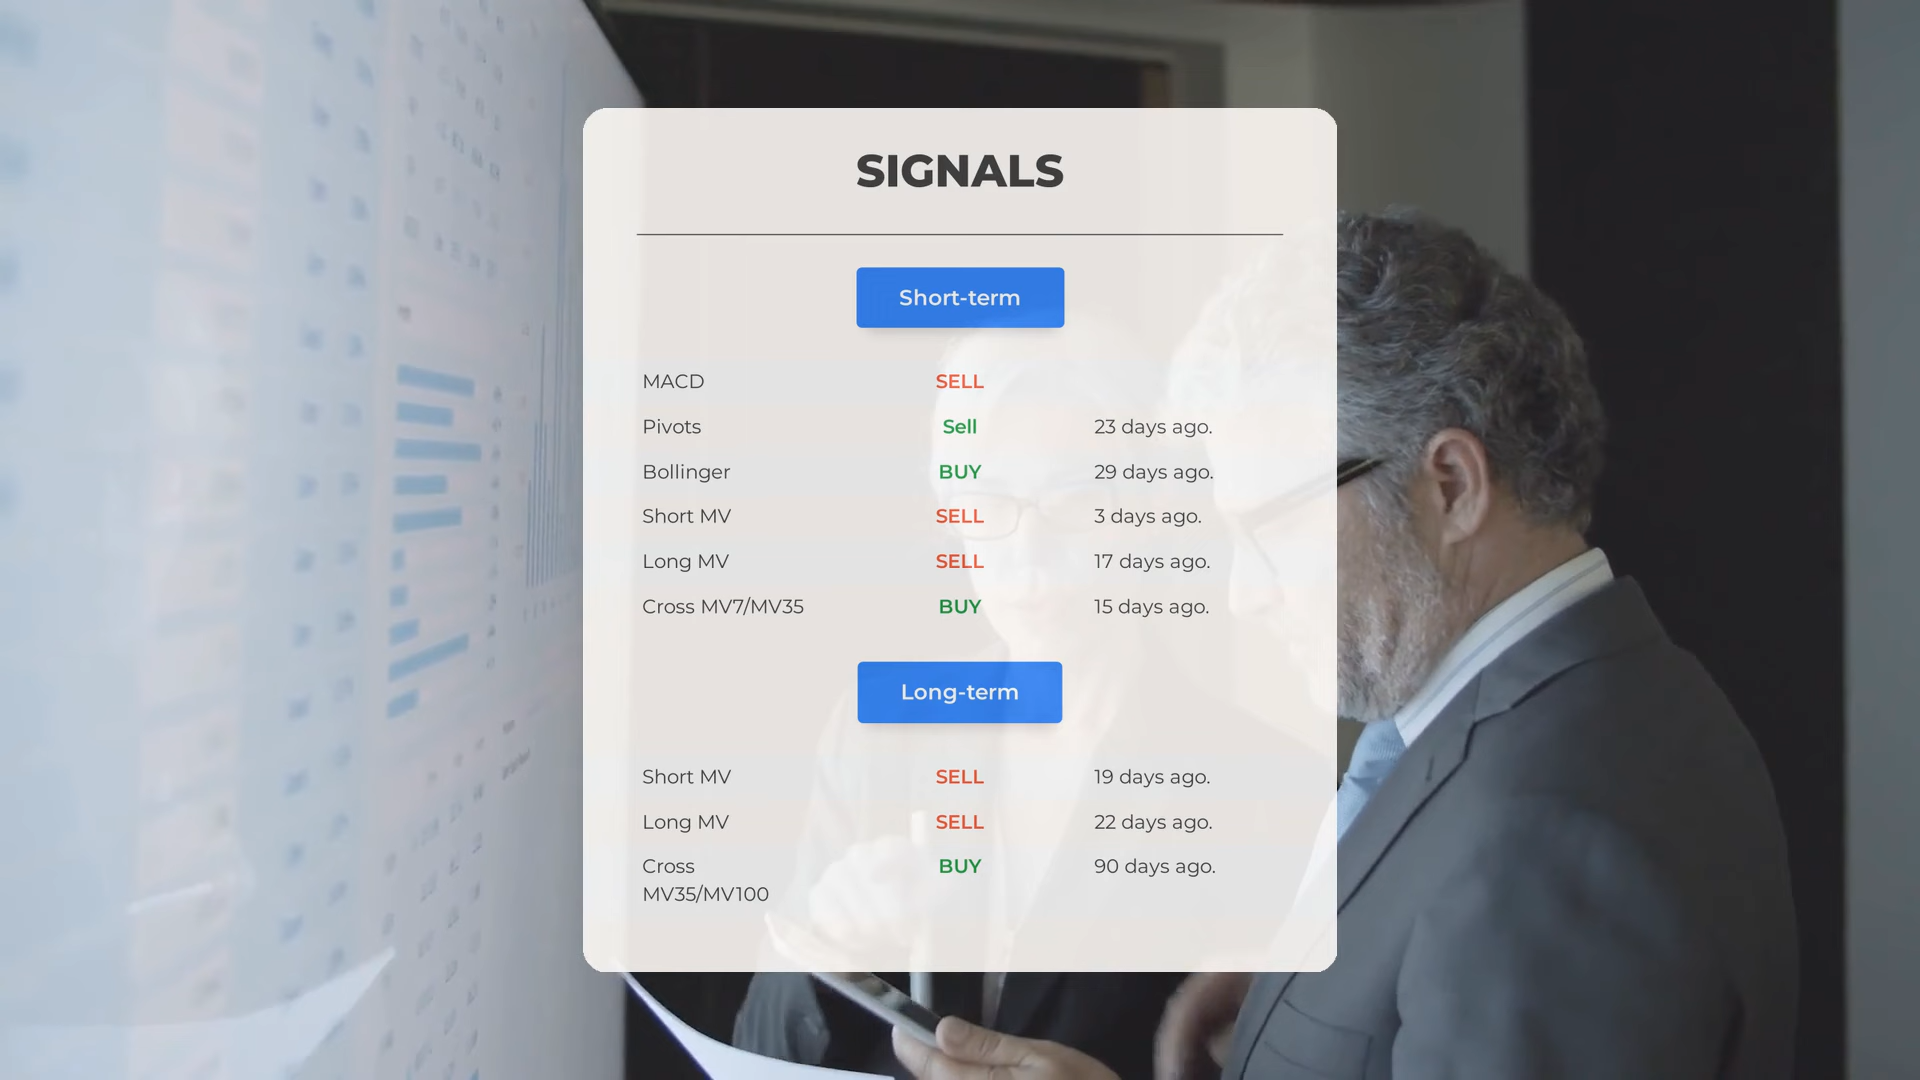 SIGNALS
Short-term
MACD SELL
Pivots Sell 23 days ago.
Bollinger BUY 29 days ago.
Short MV SELL 3 days ago.
Long MV SELL 17 days ago.
Cross MV7/MV35 BUY 15 days ago.
Long-term
Short MV SELL 19 days ago.
Long MV SELL 22 days ago.
Cross BUY 90 days ago.
MV35/MV100